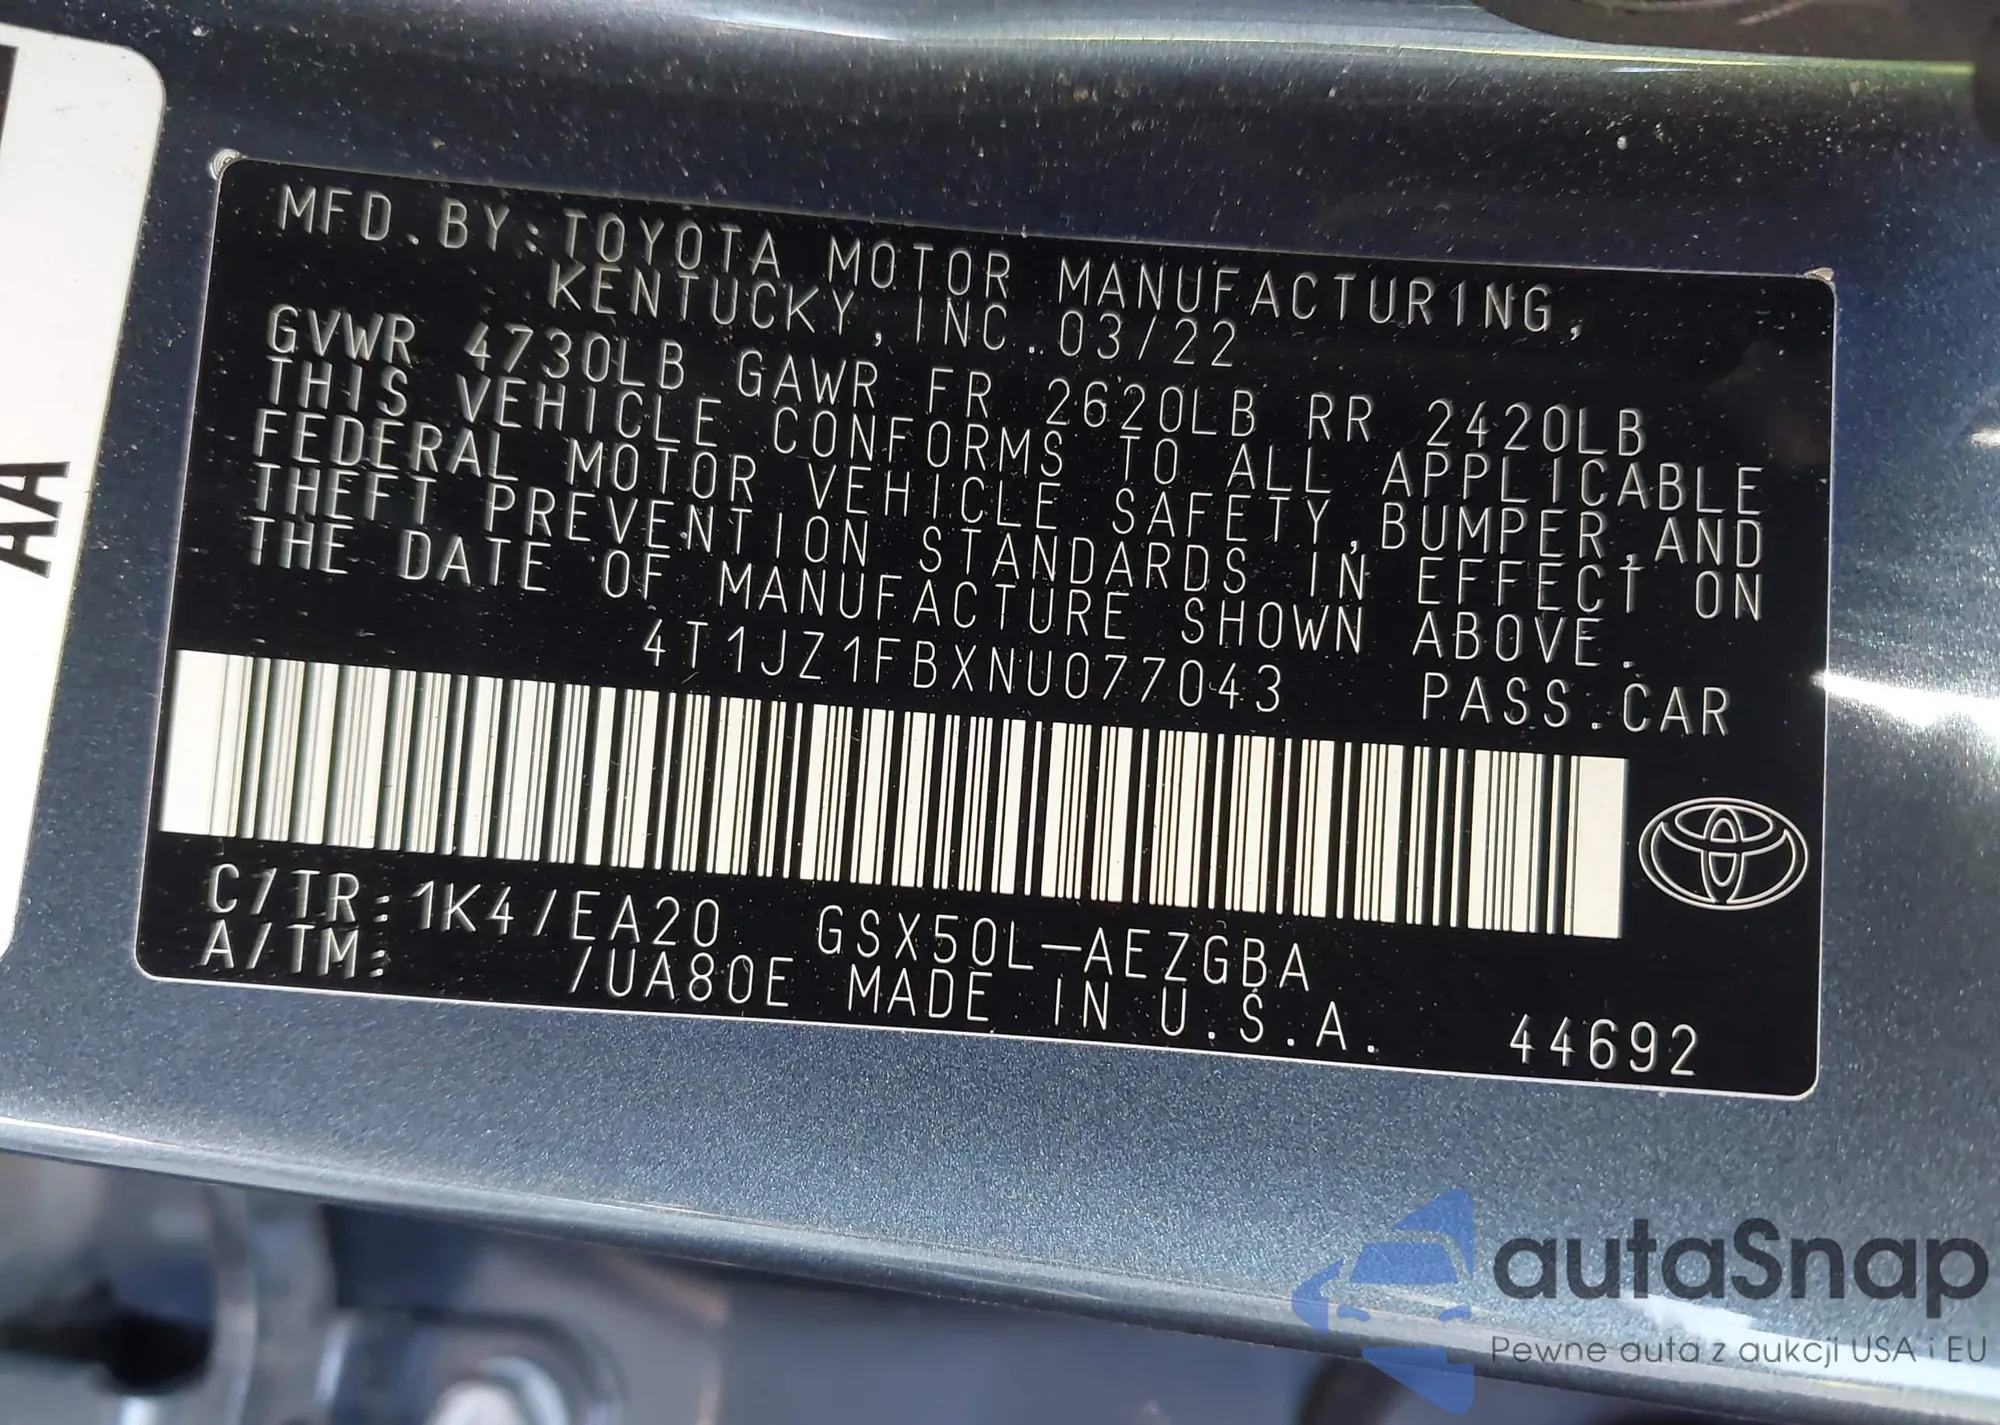 MFD.BY:TOYOTA MOTOR MANUFACTURING,
KENTUCKY, INC. 03/22
GVWR 4730LB GAWR FR 2620LB RR 2420LB
THIS VEHICLE CONFORMS TO ALL APPLICABLE
FEDERAL MOTOR VEHICLE SAFETY,BUMPER,AND
THEFT PREVENTION STANDARDS IN EFFECT ON
THE DATE OF MANUFACTURE SHOWN ABOVE.
4T1JZ1FBXNU077043 PASS.CAR
C/TR:1K4/EA20 GSX50L-AEZGBA
A/TM: /UA80E MADE IN U.S.A. 44692
AA
autaSnap
Pewne auta z aukcji USA i EU